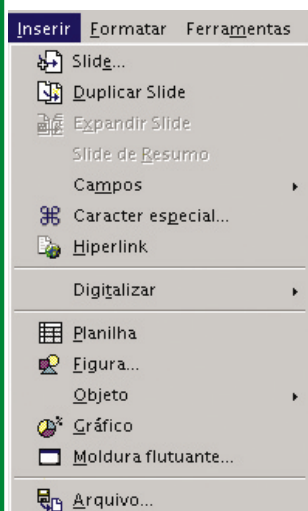 Inserir Formatar Ferramentas
Slide...
Duplicar Slide
Expandir Slide
Slide de Resumo
Campos
Caracter especial...
Hiperlink
Digitalizar
Planilha
Figura...
Objeto
Gráfico
Moldura flutuante...
Arquivo...